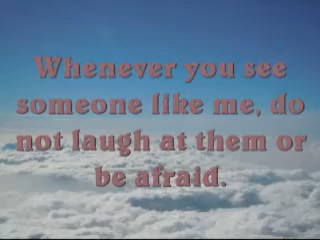 Whenever you see
someone like me, do
not laugh at them or
be afraid.